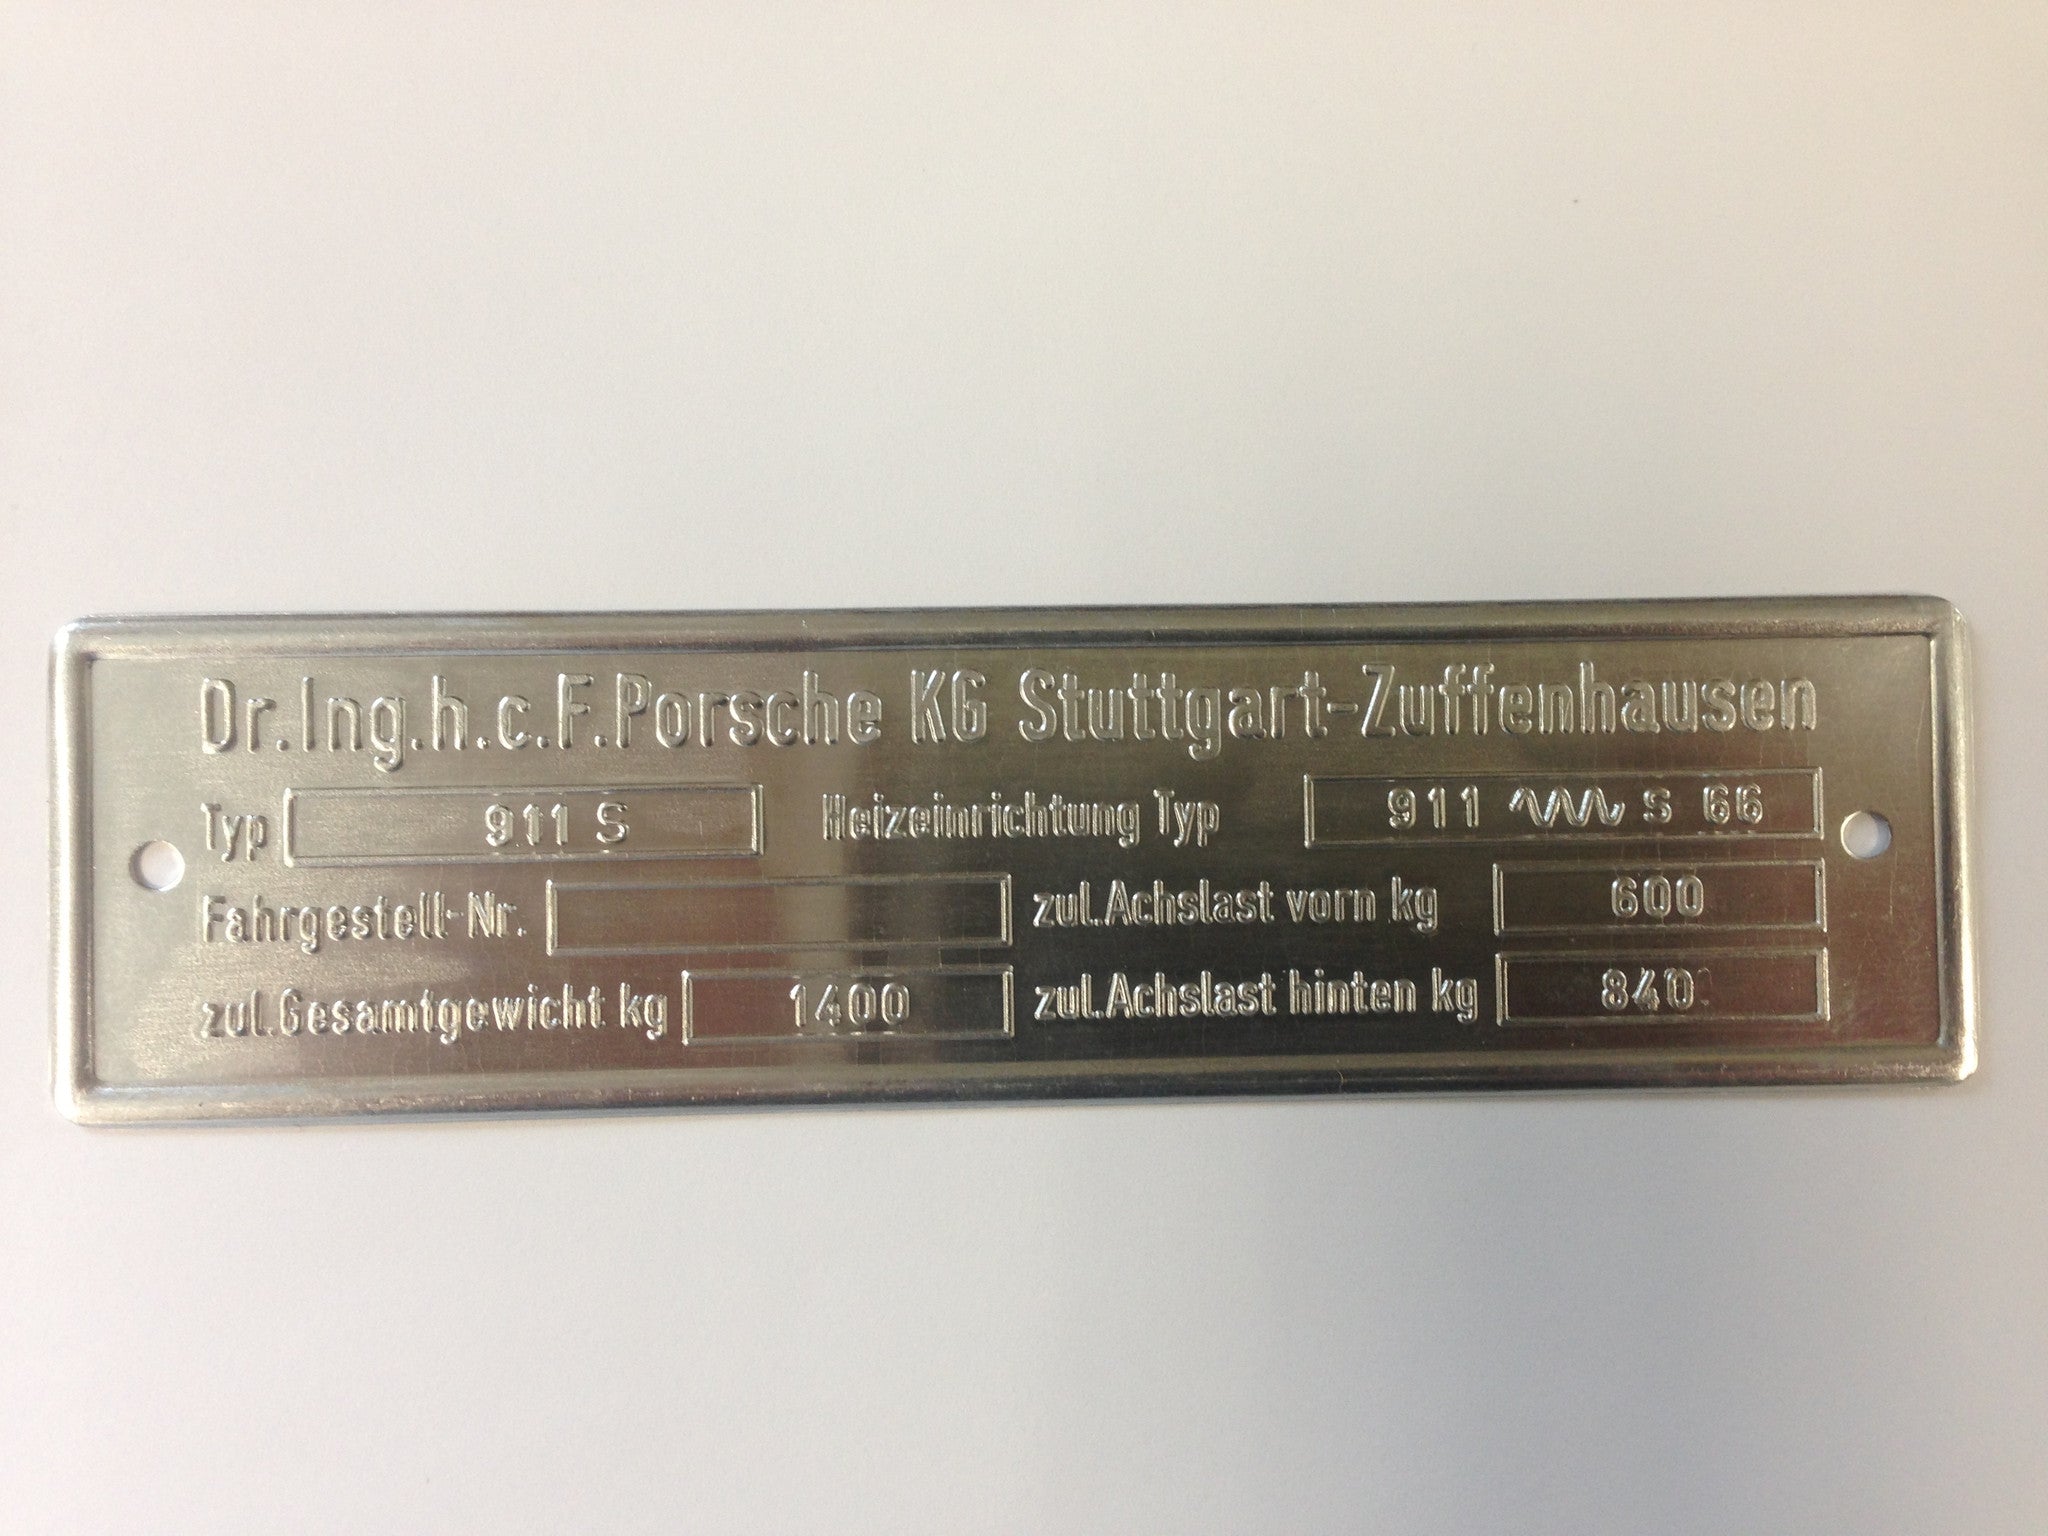 Dr.Ing.h.c.F.Porsche KG Stuttgart-Zuffenhausen
Typ 911 S Heizeinrichtung Typ 911 S 66
Fahrgestell-Nr. zul.Achslast vorn kg 600
zul.Gesamtgewicht kg 1400 zul.Achslast hinten kg 840